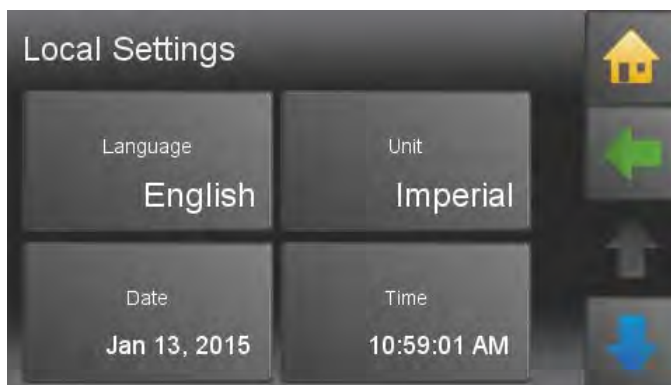 Local Settings
Language
English
Unit
Imperial
Date
Jan 13, 2015
Time
10:59:01 AM